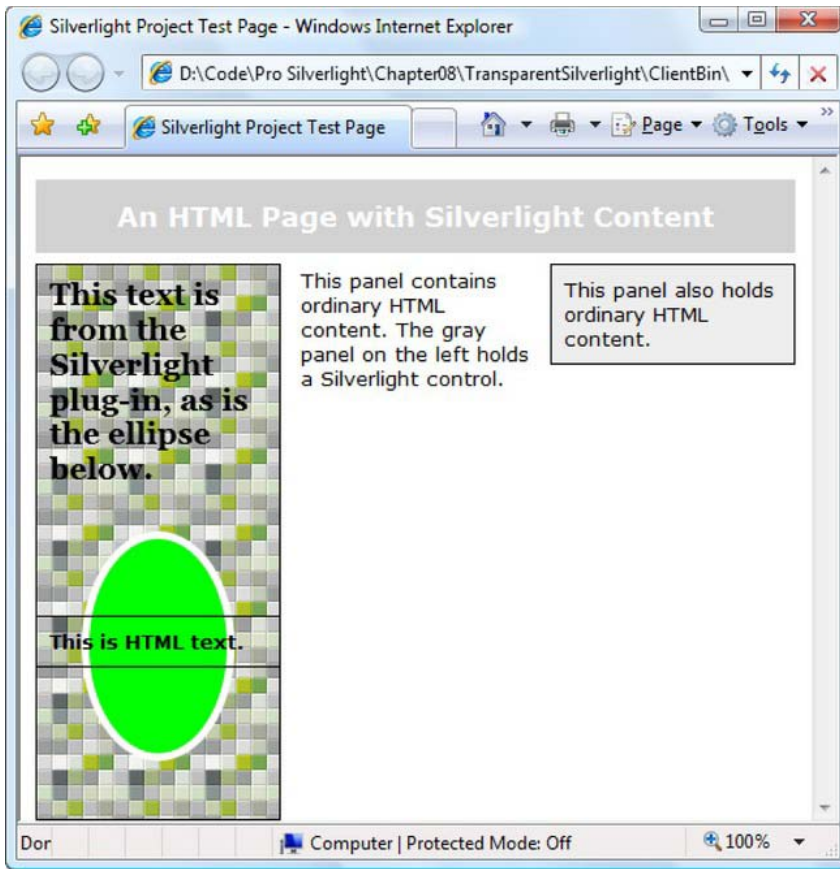 Silverlight Project Test Page - Windows Internet Explorer
D:\Code\Pro Silverlight\Chapter08\TransparentSilverlight\ClientBin\
Silverlight Project Test Page
Page
Tools
An HTML Page with Silverlight Content
This text is
from the
Silverlight
plug-in, as is
the ellipse
below.
This is HTML text.
This panel contains
ordinary HTML
content. The gray
panel on the left holds
a Silverlight control.
This panel also holds
ordinary HTML
content.
Dor
Computer | Protected Mode: Off
100%